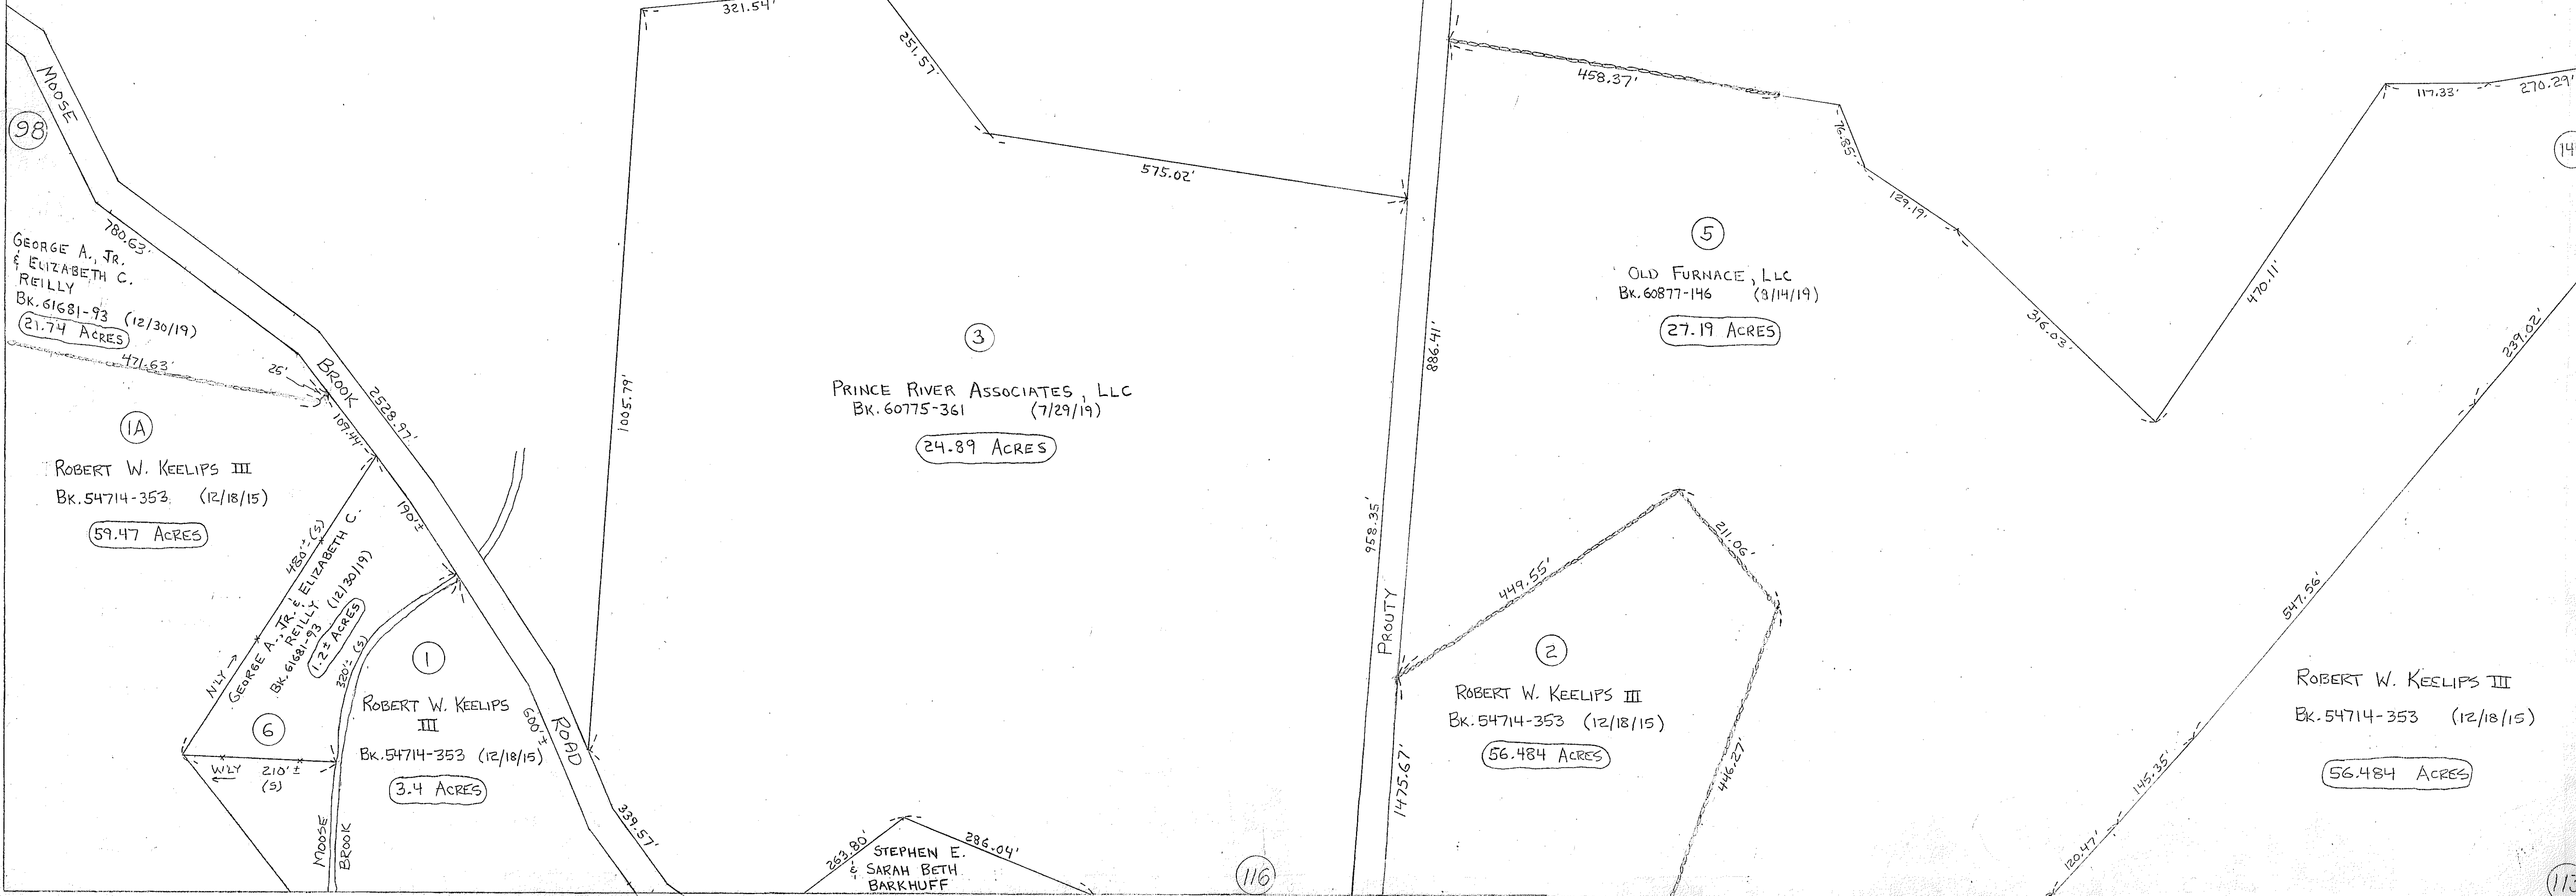 MOOSE
BROOK
ROAD
98
780.63'
GEORGE A., JR.
& ELIZABETH C.
REILLY
BK. 61681-93 (12/30/19)
21.74 ACRES
471.63'
26'
109.44'
2528.97'
1A
ROBERT W. KEELIPS III
BK. 54714-353 (12/18/15)
59.47 ACRES
480'± (S)
190'±
N'LY →
GEORGE A., JR. & ELIZABETH C.
REILLY
BK. 61681-93 (12/30/19)
1.2± ACRES
320'± (S)
6
W'LY
210'±
(S)
1
ROBERT W. KEELIPS
III
BK. 54714-353 (12/18/15)
3.4 ACRES
600'±
MOOSE
BROOK
339.57'
321.54'
251.57'
575.02'
1005.79'
3
PRINCE RIVER ASSOCIATES, LLC
BK. 60775-361 (7/29/19)
24.89 ACRES
263.80'
286.04'
STEPHEN E.
& SARAH BETH
BARKHUFF
116
958.35'
886.41'
PROUTY
1475.67'
458.37'
76.85'
129.19'
316.03'
470.11'
117.33'
270.29'
14
5
OLD FURNACE, LLC
BK. 60877-146 (8/14/19)
27.19 ACRES
449.55'
211.06'
446.27'
2
ROBERT W. KEELIPS III
BK. 54714-353 (12/18/15)
56.484 ACRES
239.02'
547.56'
145.35'
120.47'
ROBERT W. KEELIPS III
BK. 54714-353 (12/18/15)
56.484 ACRES